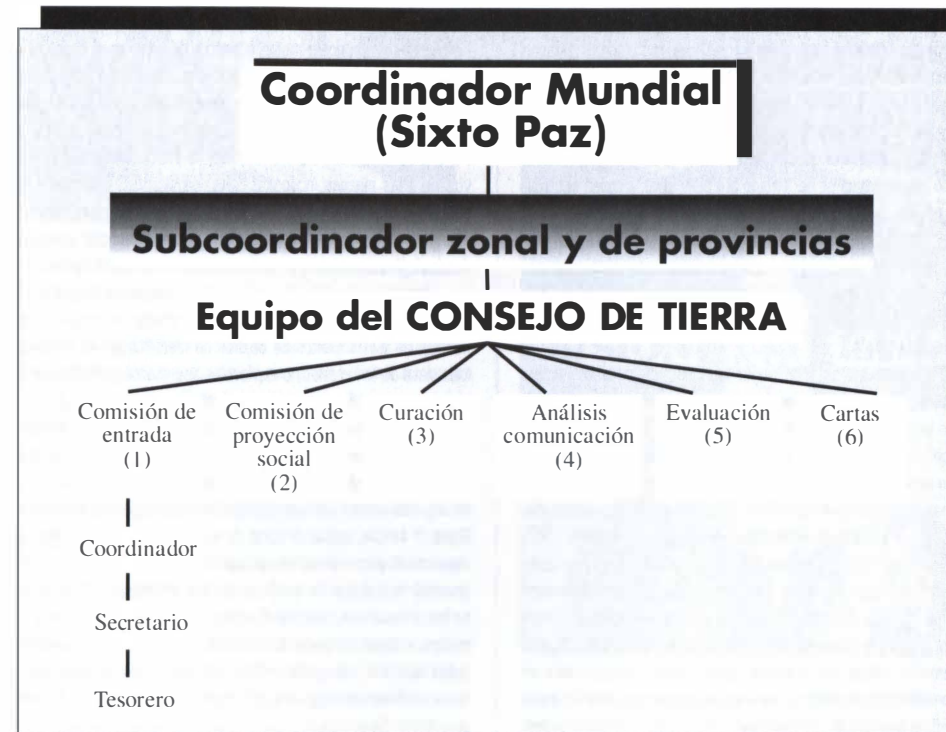 Coordinador Mundial
(Sixto Paz)
Subcoordinador zonal y de provincias
Equipo del CONSEJO DE TIERRA
Comisión de
entrada
(1)
Comisión de
proyección
social
(2)
Curación
(3)
Análisis
comunicación
(4)
Evaluación
(5)
Cartas
(6)
Coordinador
Secretario
Tesorero